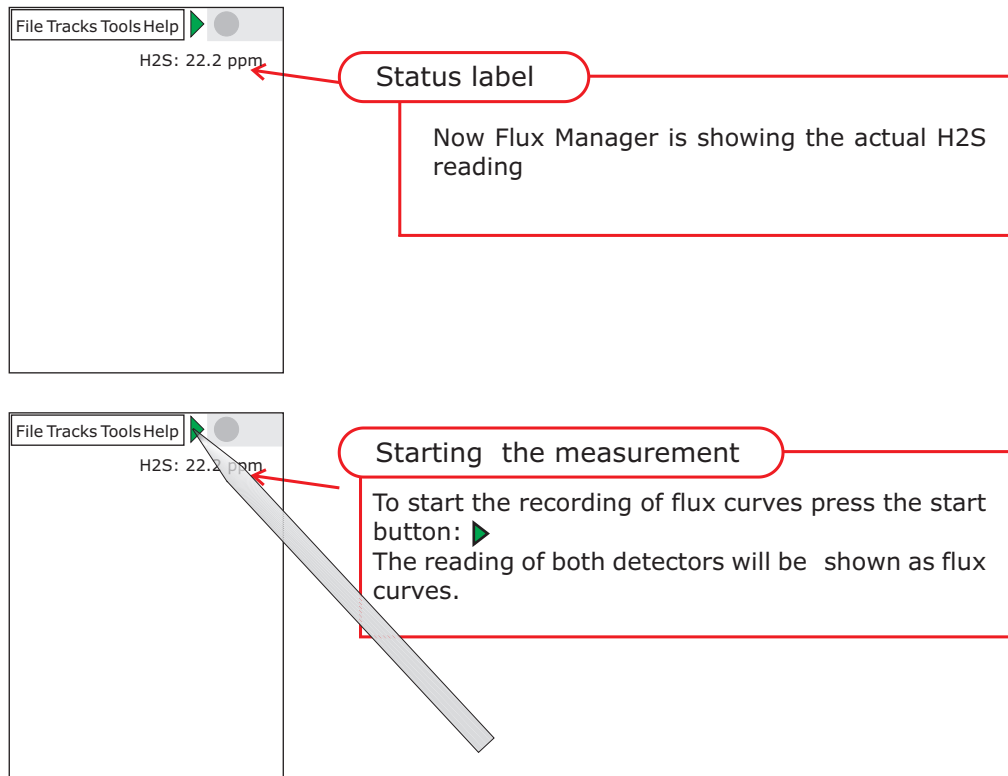 File Tracks Tools Help
H2S: 22.2 ppm
Status label
Now Flux Manager is showing the actual H2S
reading
File Tracks Tools Help
H2S: 22.2 ppm
Starting the measurement
To start the recording of flux curves press the start
button:
The reading of both detectors will be shown as flux
curves.